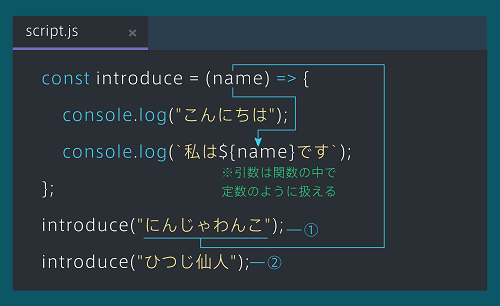 script.js ×
const introduce = (name) => {
console.log("こんにちは");
console.log(`私は${name}です`);
※引数は関数の中で
定数のように扱える
};
introduce("にんじゃわんこ"); ―①
introduce("ひつじ仙人"); ―②